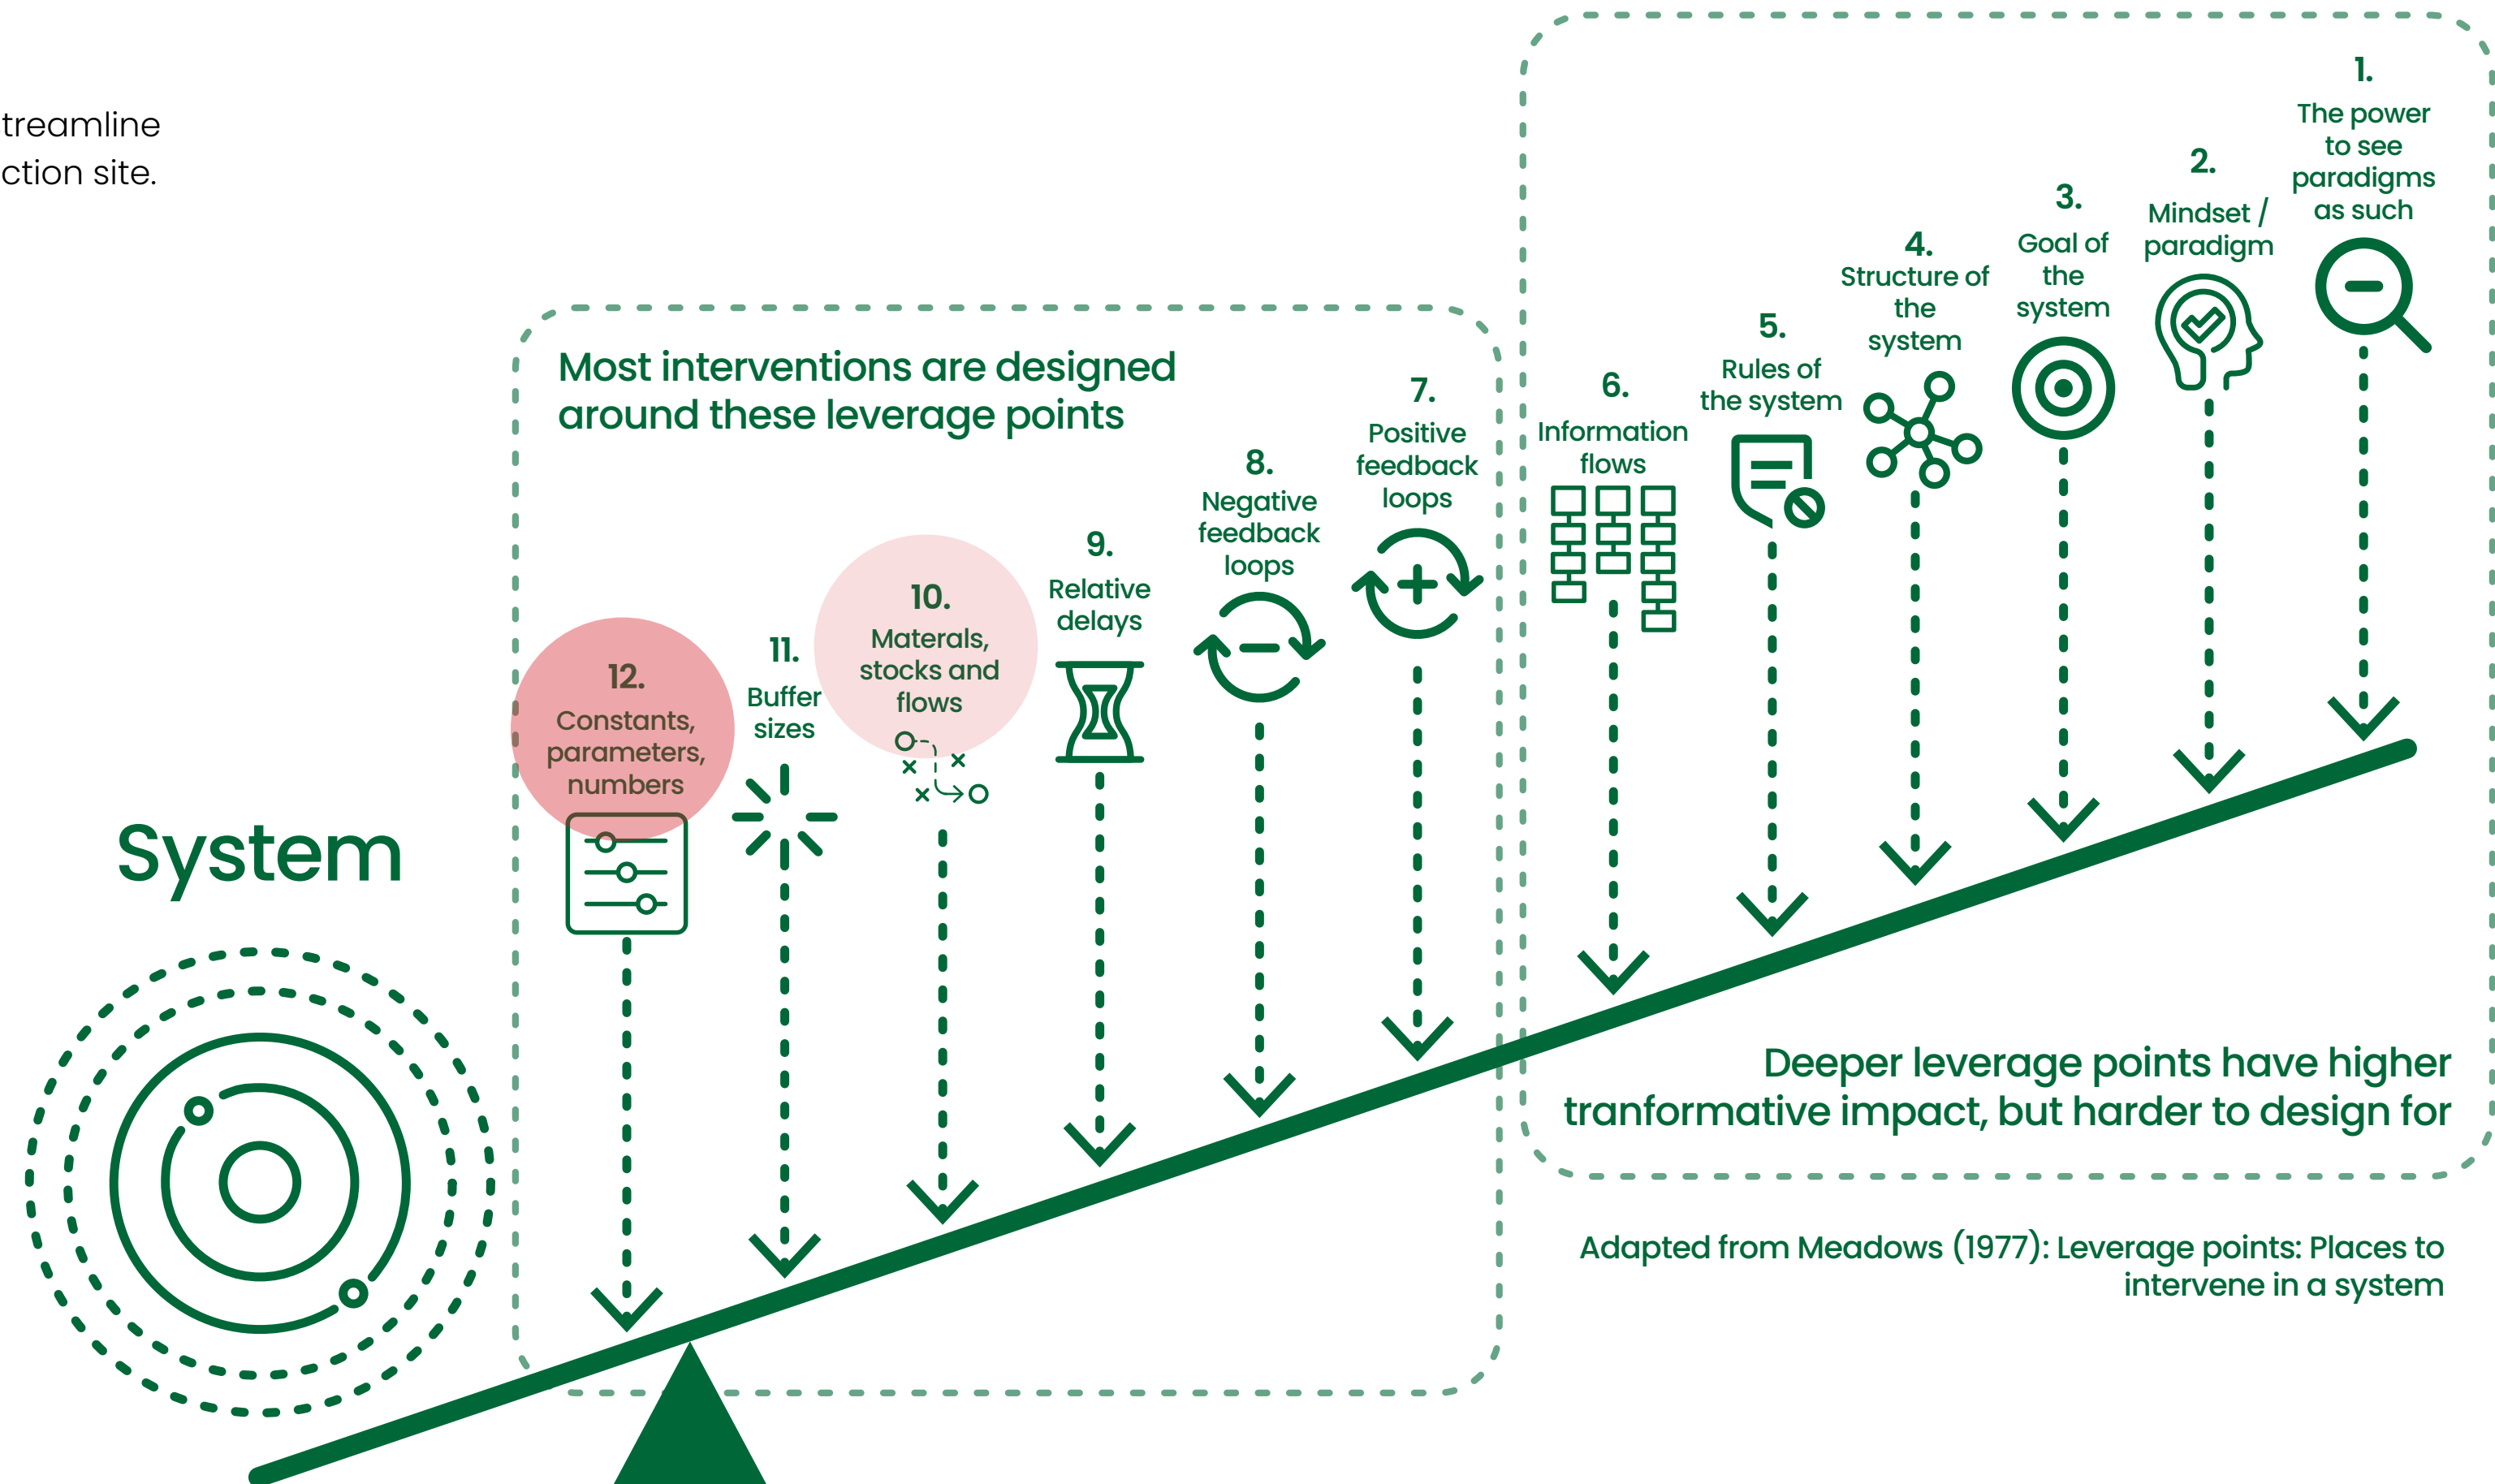 treamline
ction site.
System
Most interventions are designed
around these leverage points
12.
Constants,
parameters,
numbers
11.
Buffer
sizes
10.
Materals,
stocks and
flows
9.
Relative
delays
8.
Negative
feedback
loops
7.
Positive
feedback
loops
6.
Information
flows
5.
Rules of
the system
4.
Structure of
the
system
3.
Goal of
the
system
2.
Mindset /
paradigm
1.
The power
to see
paradigms
as such
Deeper leverage points have higher
tranformative impact, but harder to design for
Adapted from Meadows (1977): Leverage points: Places to
intervene in a system